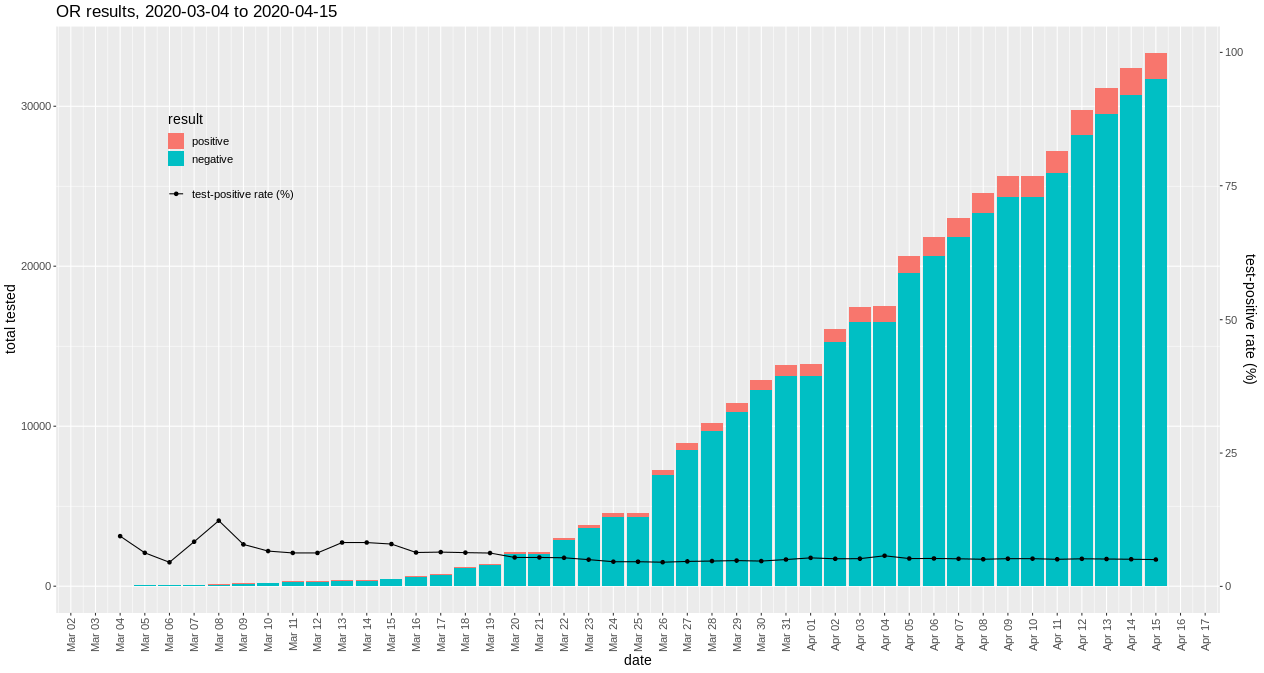 OR results, 2020-03-04 to 2020-04-15
total tested
30000
20000
10000
0
result
positive
negative
test-positive rate (%)
100
75
50
25
0
test-positive rate (%)
Mar 02
Mar 03
Mar 04
Mar 05
Mar 06
Mar 07
Mar 08
Mar 09
Mar 10
Mar 11
Mar 12
Mar 13
Mar 14
Mar 15
Mar 16
Mar 17
Mar 18
Mar 19
Mar 20
Mar 21
Mar 22
Mar 23
Mar 24
Mar 25
Mar 26
Mar 27
Mar 28
Mar 29
Mar 30
Mar 31
Apr 01
Apr 02
Apr 03
Apr 04
Apr 05
Apr 06
Apr 07
Apr 08
Apr 09
Apr 10
Apr 11
Apr 12
Apr 13
Apr 14
Apr 15
Apr 16
Apr 17
date